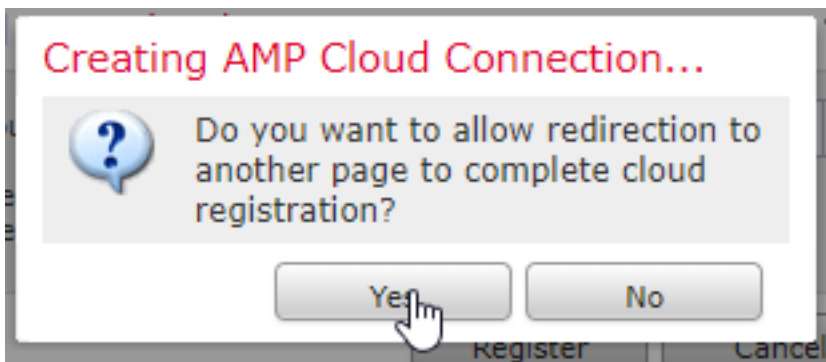 Creating AMP Cloud Connection...
Do you want to allow redirection to
another page to complete cloud
registration?
Yes No
Register Cancel